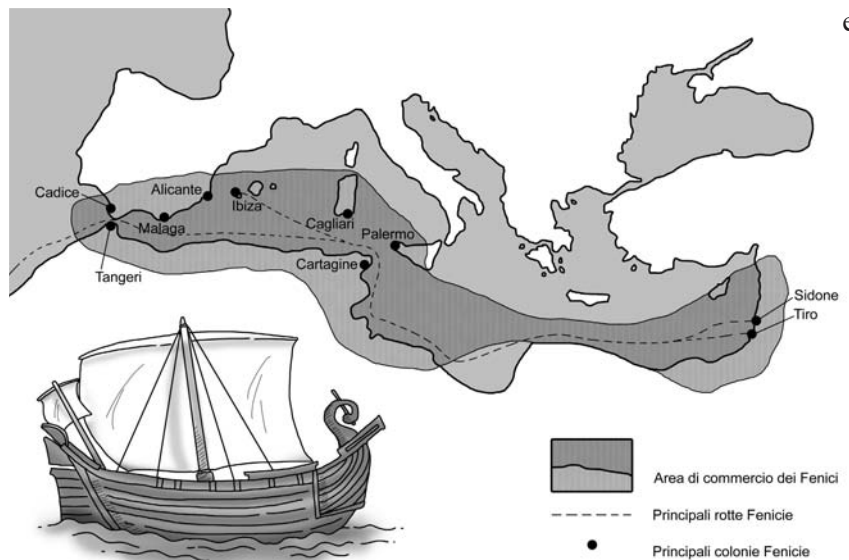 e
Cadice
Alicante
Ibiza
Malaga
Cagliari
Palermo
Tangeri
Cartagine
Sidone
Tiro
Area di commercio dei Fenici
Principali rotte Fenicie
Principali colonie Fenicie